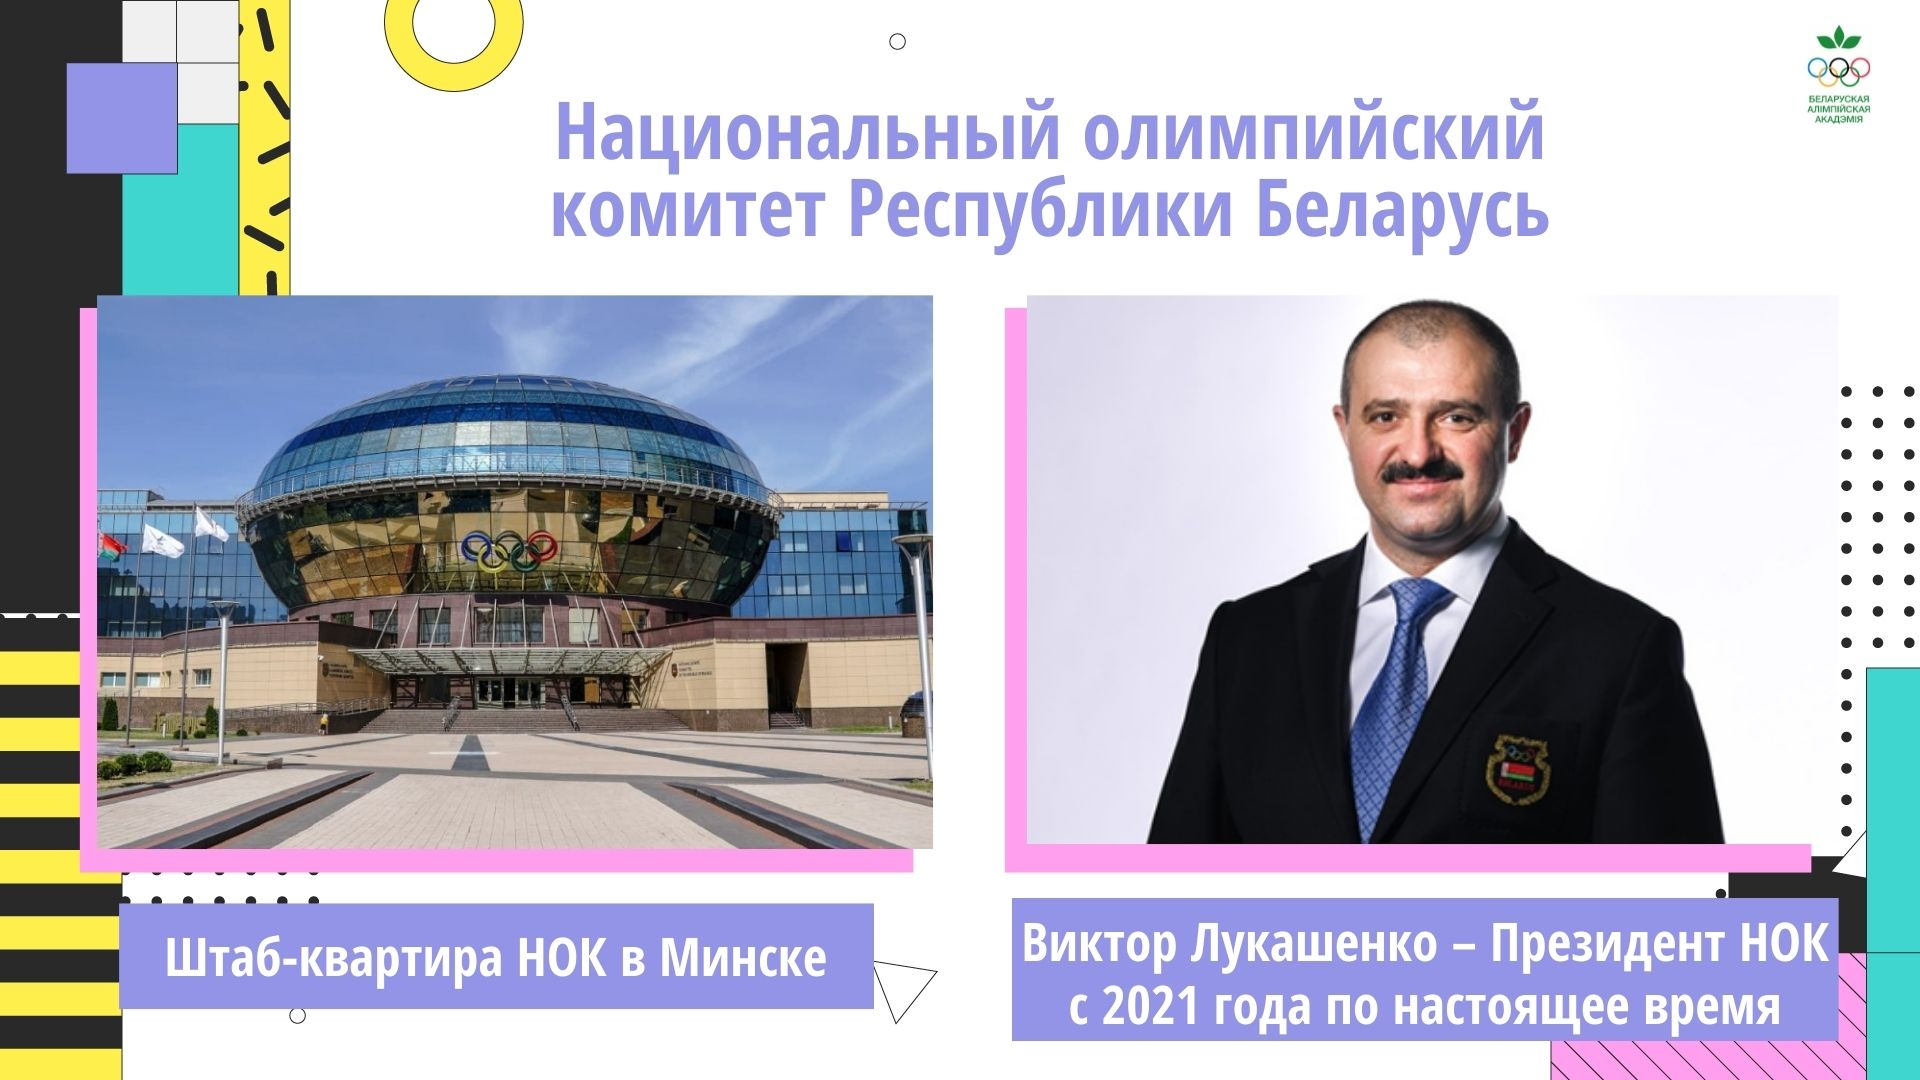 БЕЛАРУСКАЯ
АЛІМПІЙСКАЯ
АКАДЭМІЯ
Национальный олимпийский
комитет Республики Беларусь
BELARUS
Штаб-квартира НОК в Минске
Виктор Лукашенко – Президент НОК
с 2021 года по настоящее время